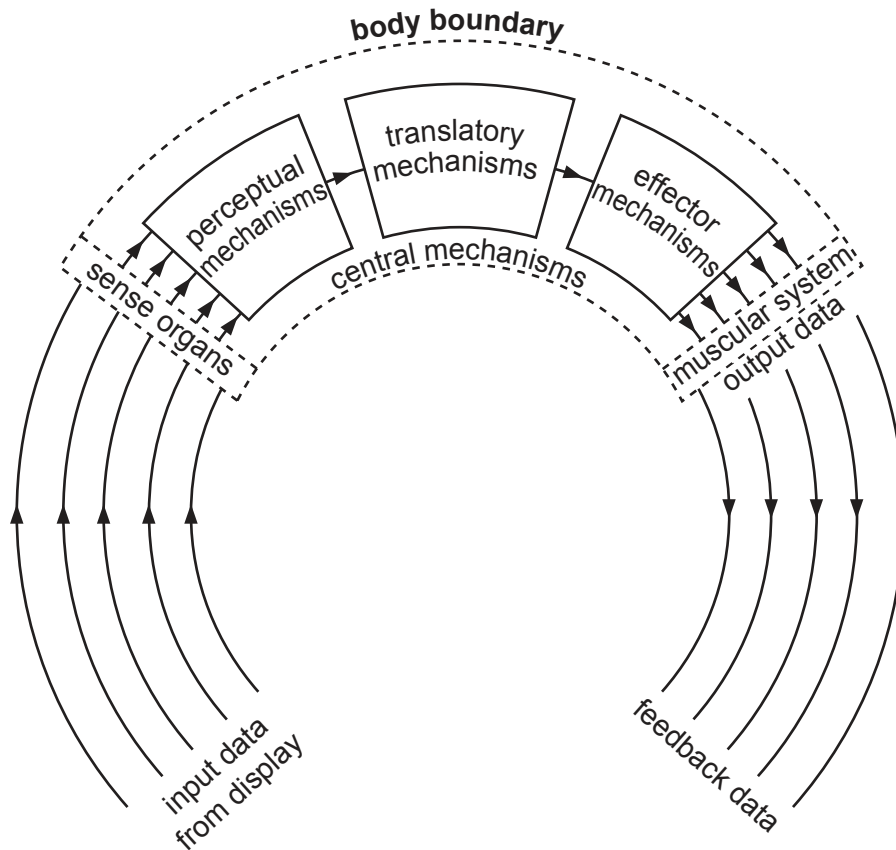 body boundary
translatory
mechanisms
perceptual
mechanisms
effector
mechanisms
central mechanisms
sense organs
muscular system
output data
input data
from display
feedback data